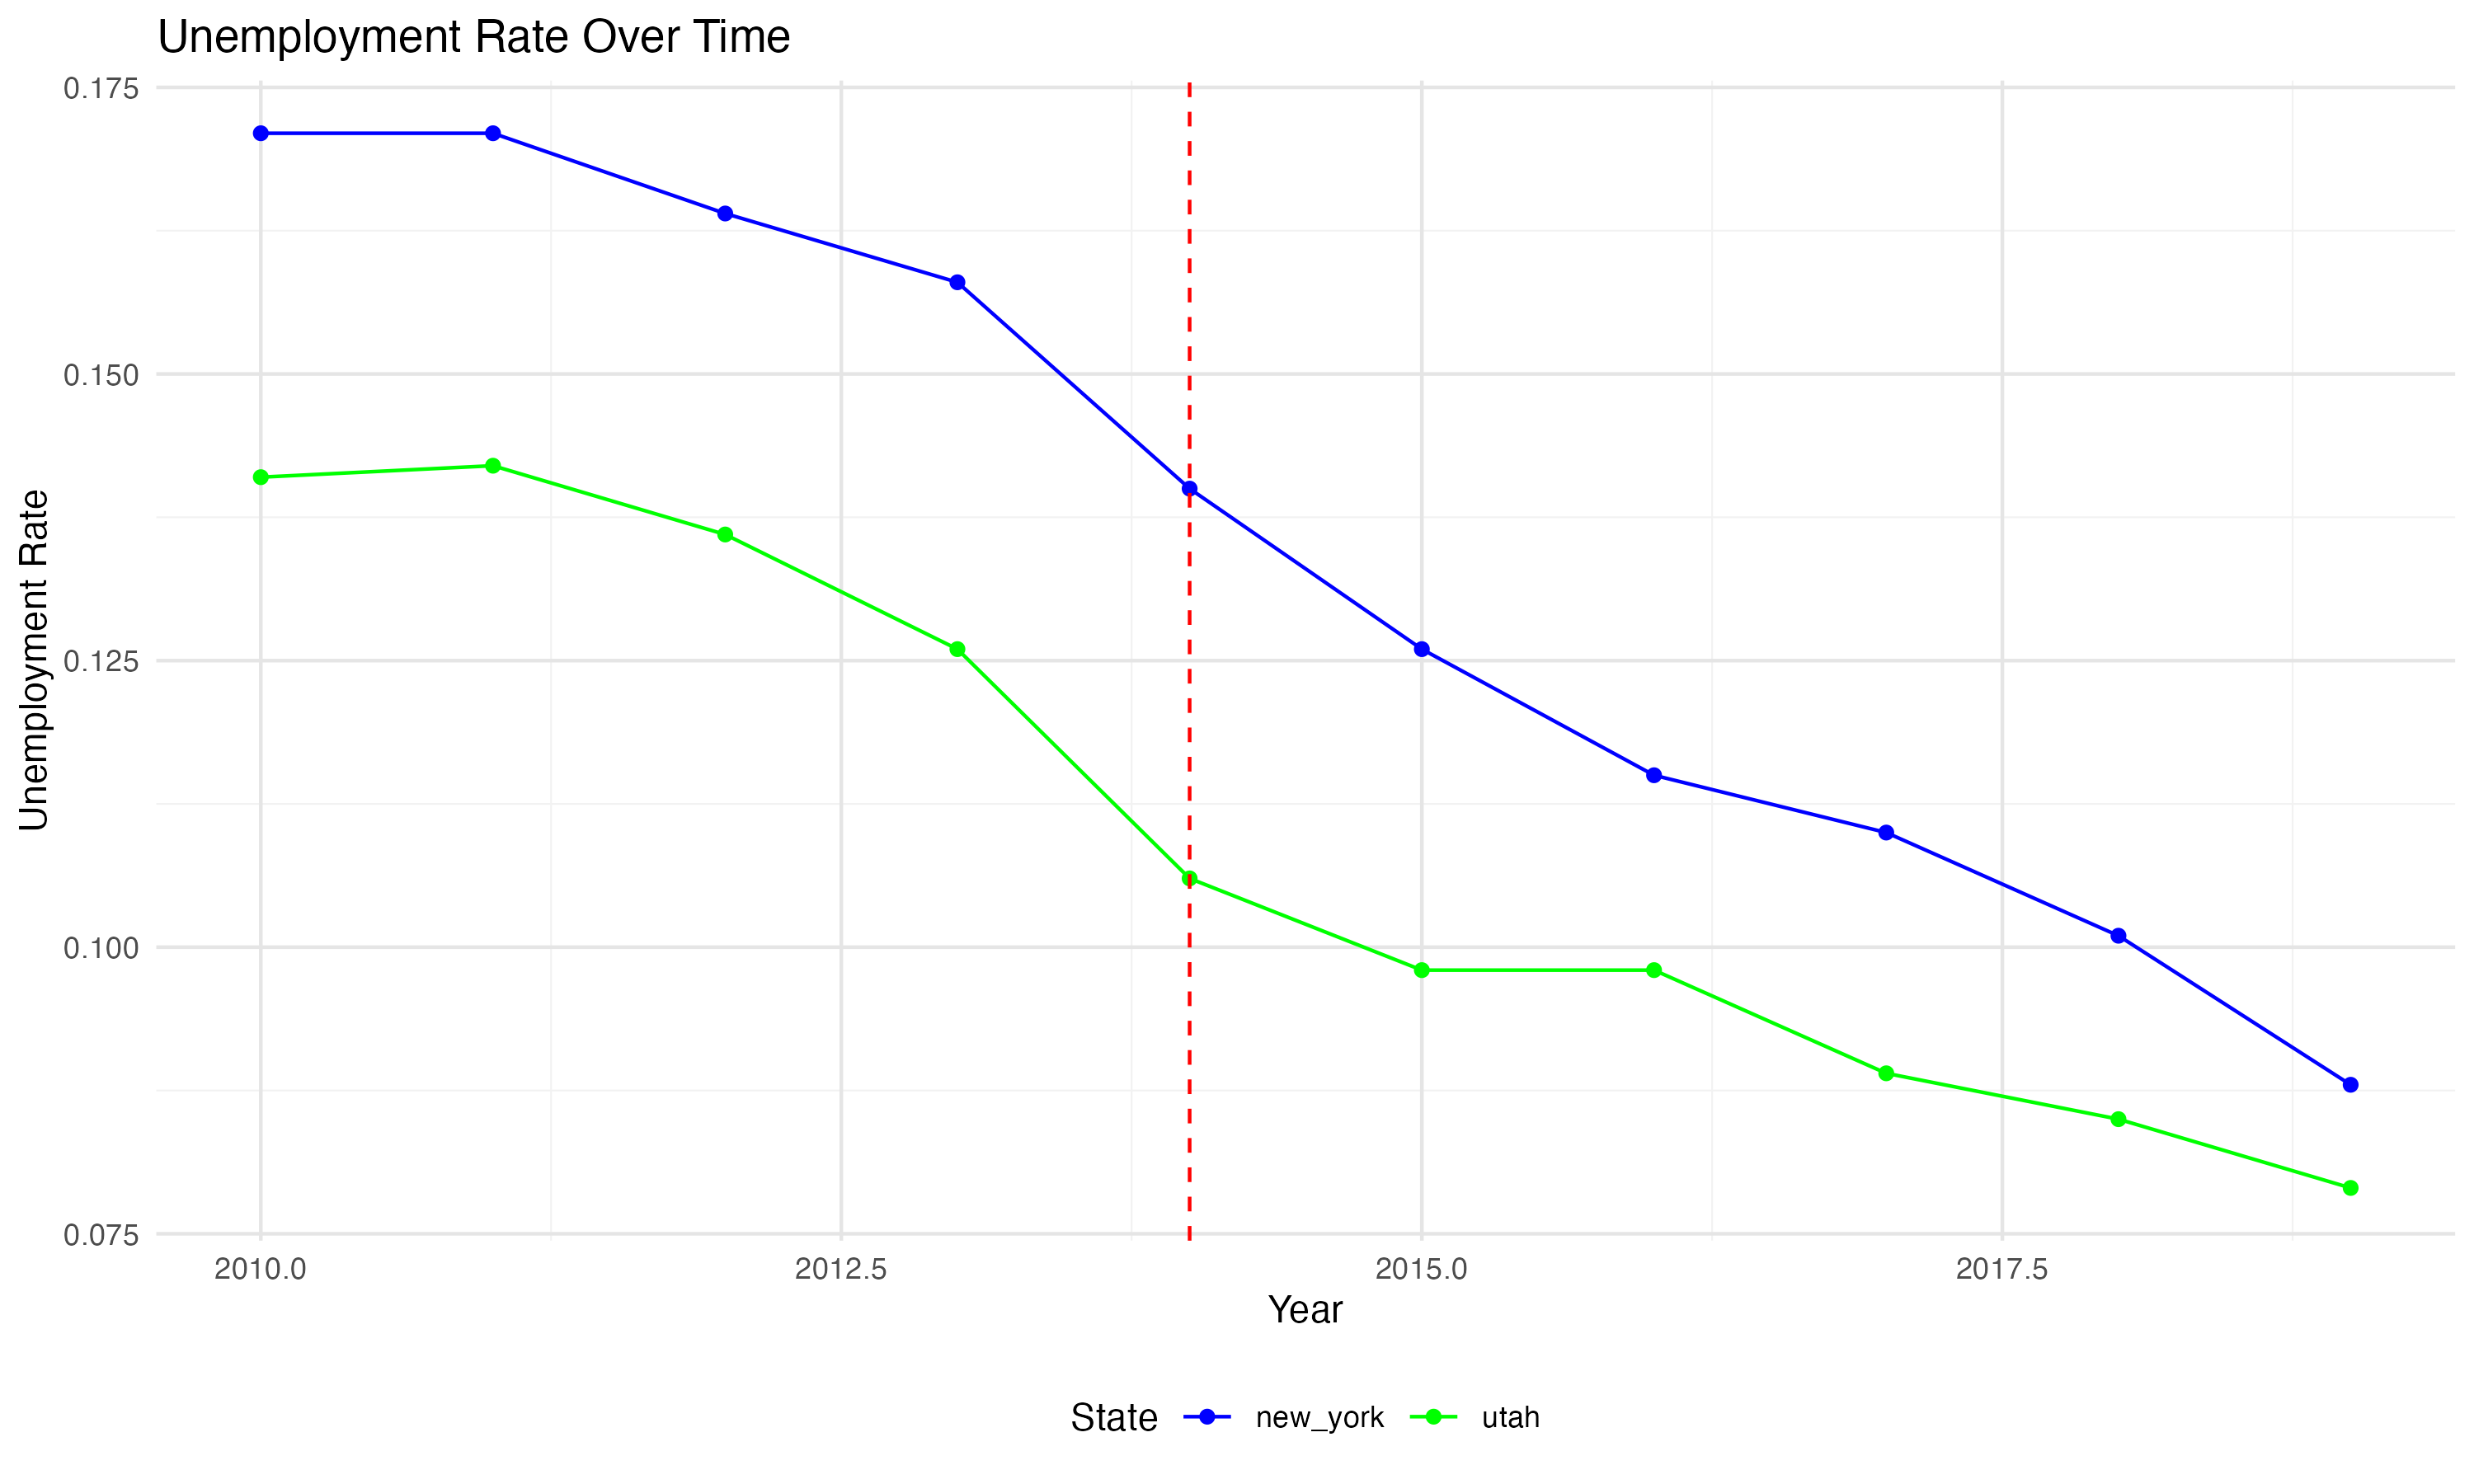 Unemployment Rate Over Time
0.175
0.150
0.125
0.100
0.075
Unemployment Rate
2010.0 2012.5 2015.0 2017.5
Year
State new_york utah